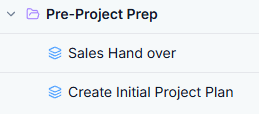 Pre-Project Prep
Sales Hand over
Create Initial Project Plan